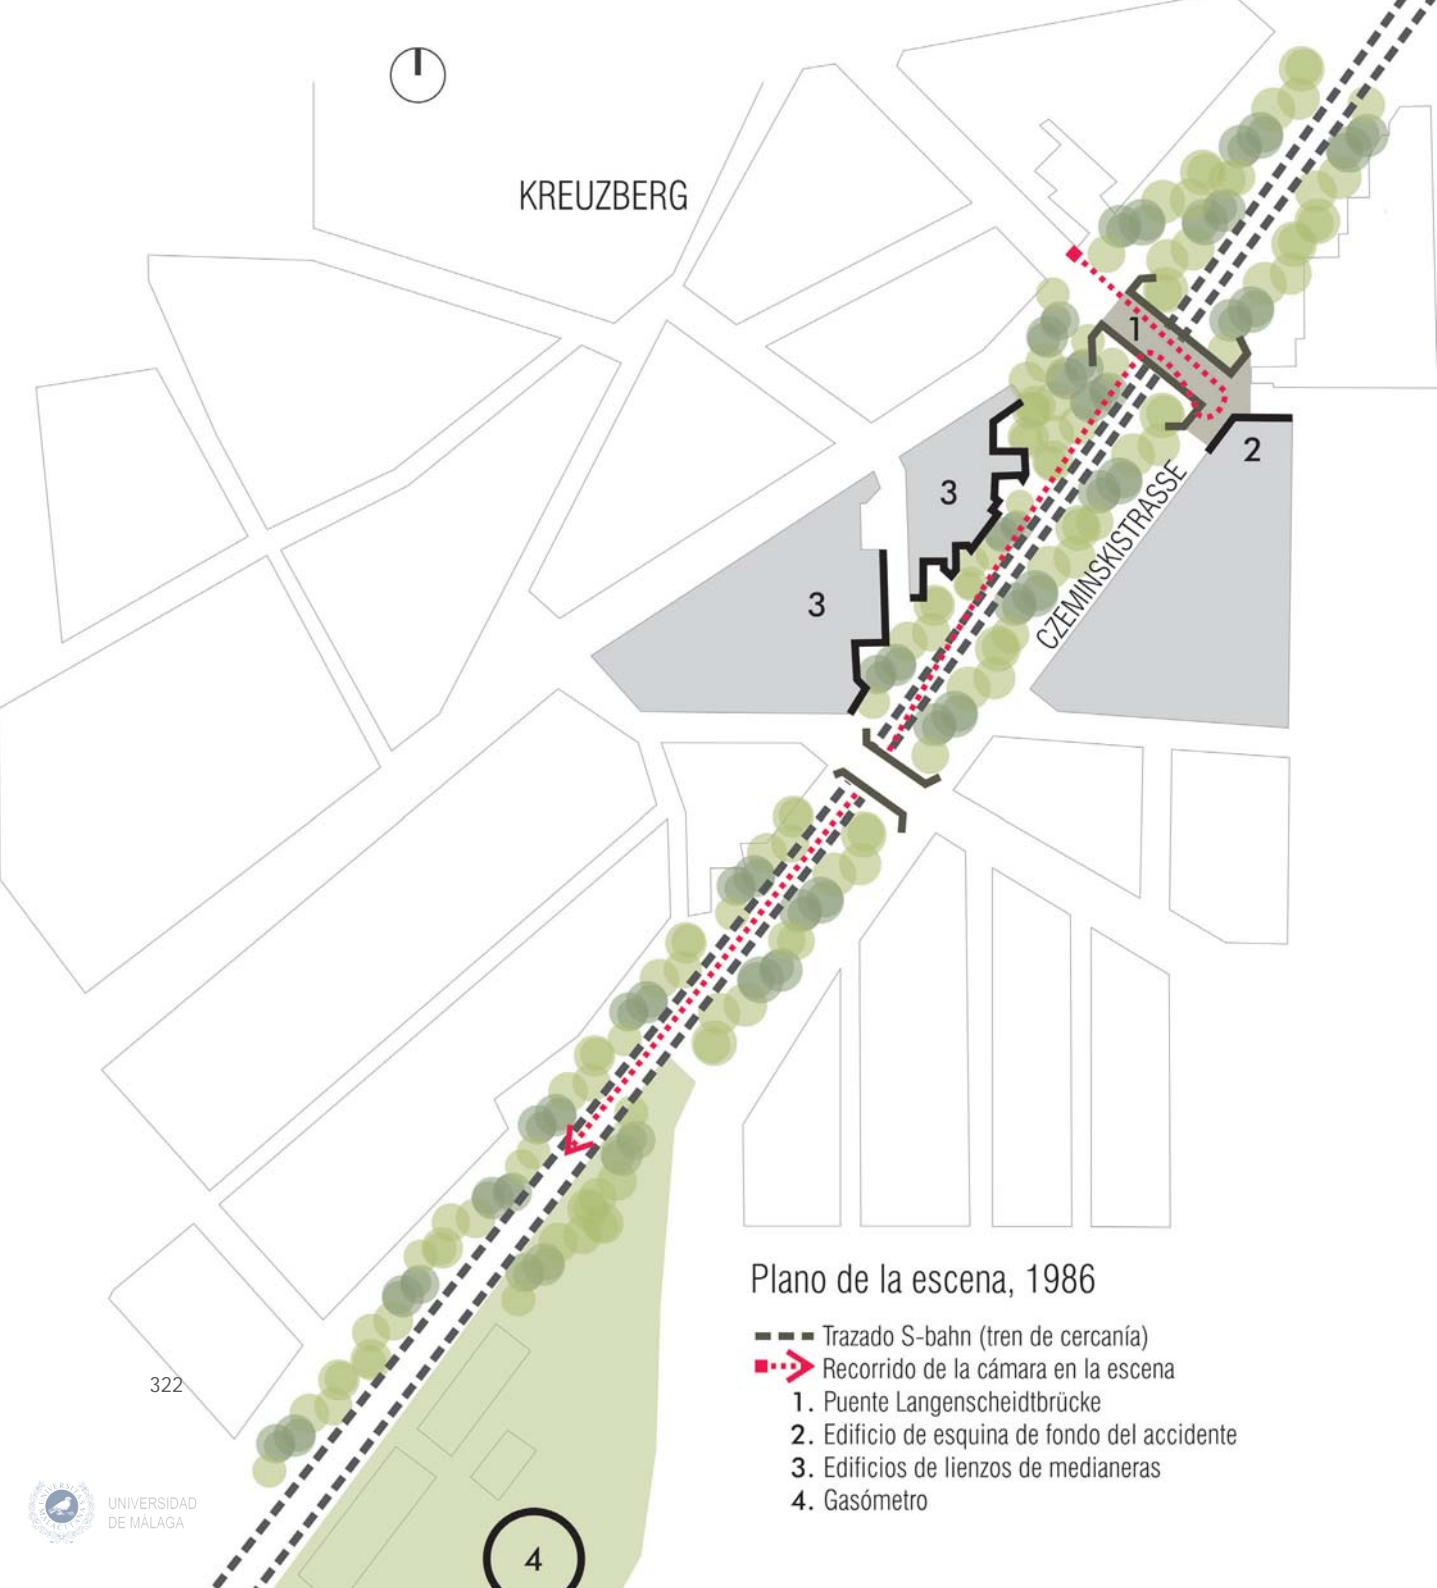 KREUZBERG
1
2
3
3
CZEMINSKISTRASSE
Plano de la escena, 1986
Trazado S-bahn (tren de cercanía)
Recorrido de la cámara en la escena
1. Puente Langenscheidtbrücke
2. Edificio de esquina de fondo del accidente
3. Edificios de lienzos de medianeras
4. Gasómetro
322
UNIVERSIDAD
DE MÁLAGA
4